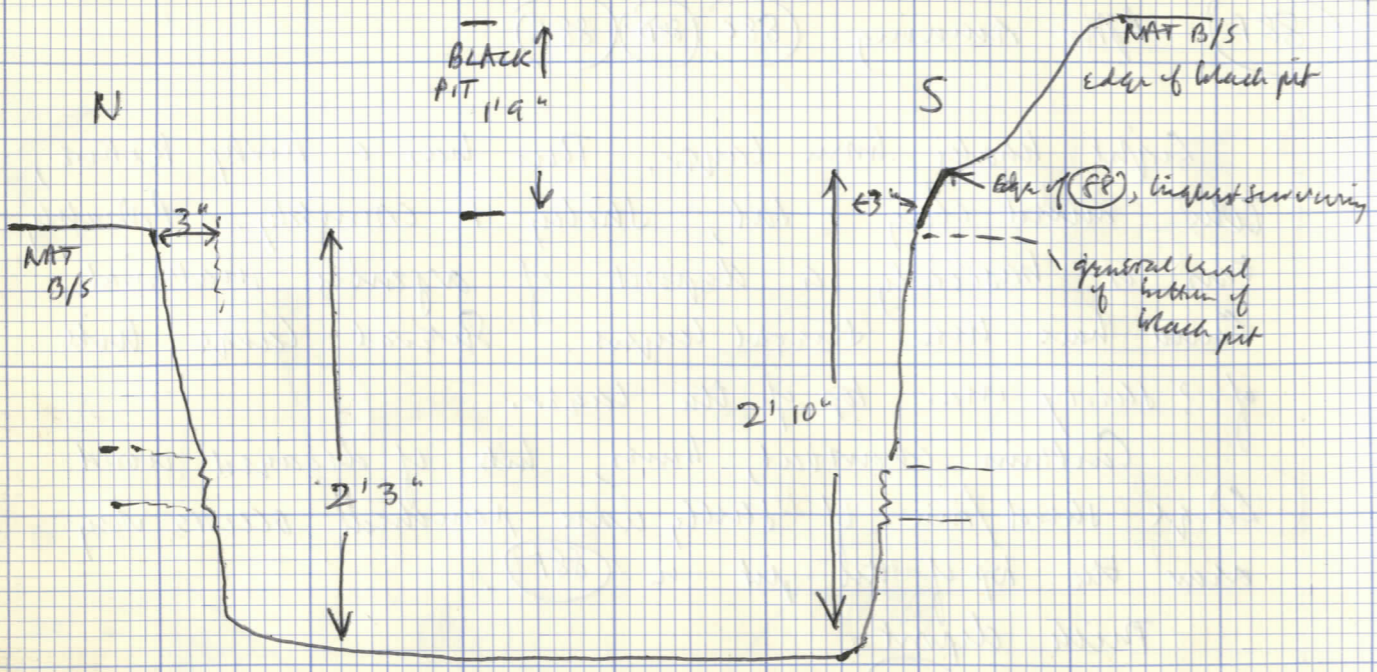 NAT B/S
edge of black pit
BLACK
PIT
1' 9"
N
S
Edge of 88, highest surviving
3"
3"
NAT
B/S
general level
of bottom of
black pit
2' 10"
2' 3"